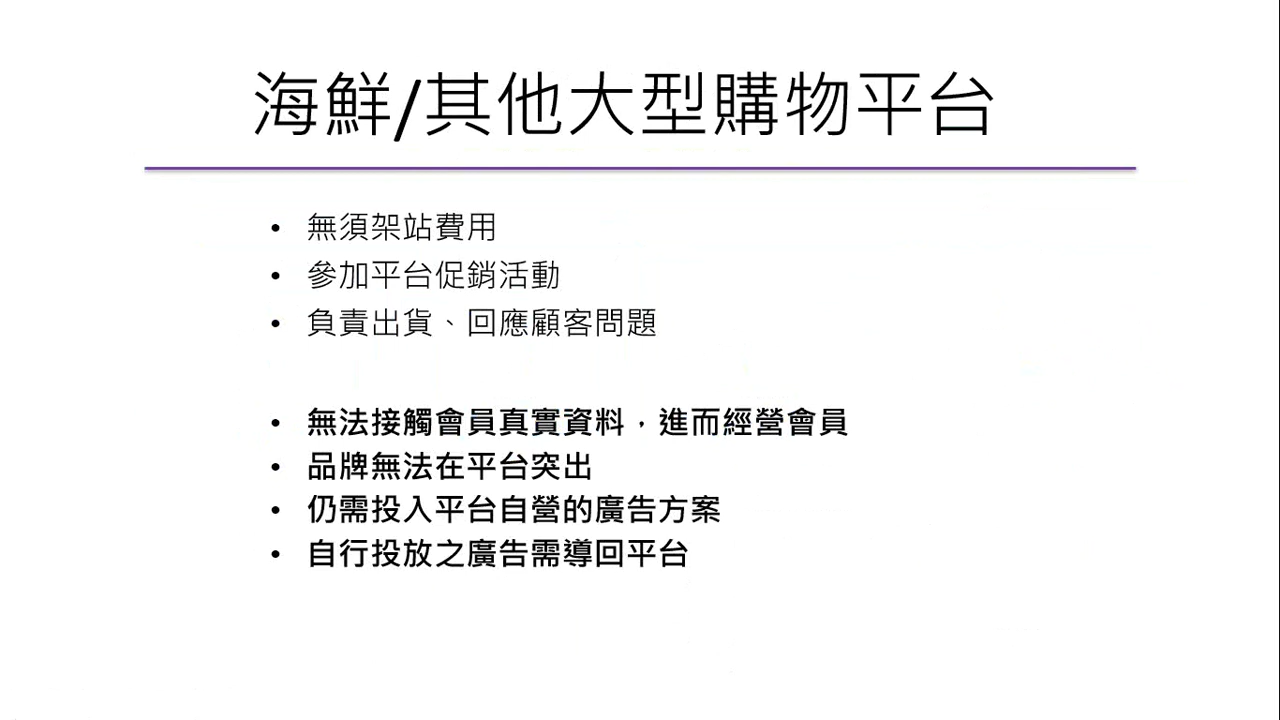 海鮮/其他大型購物平台
• 無須架站費用
• 參加平台促銷活動
• 負責出貨、回應顧客問題
• 無法接觸會員真實資料，進而經營會員
• 品牌無法在平台突出
• 仍需投入平台自營的廣告方案
• 自行投放之廣告需導回平台